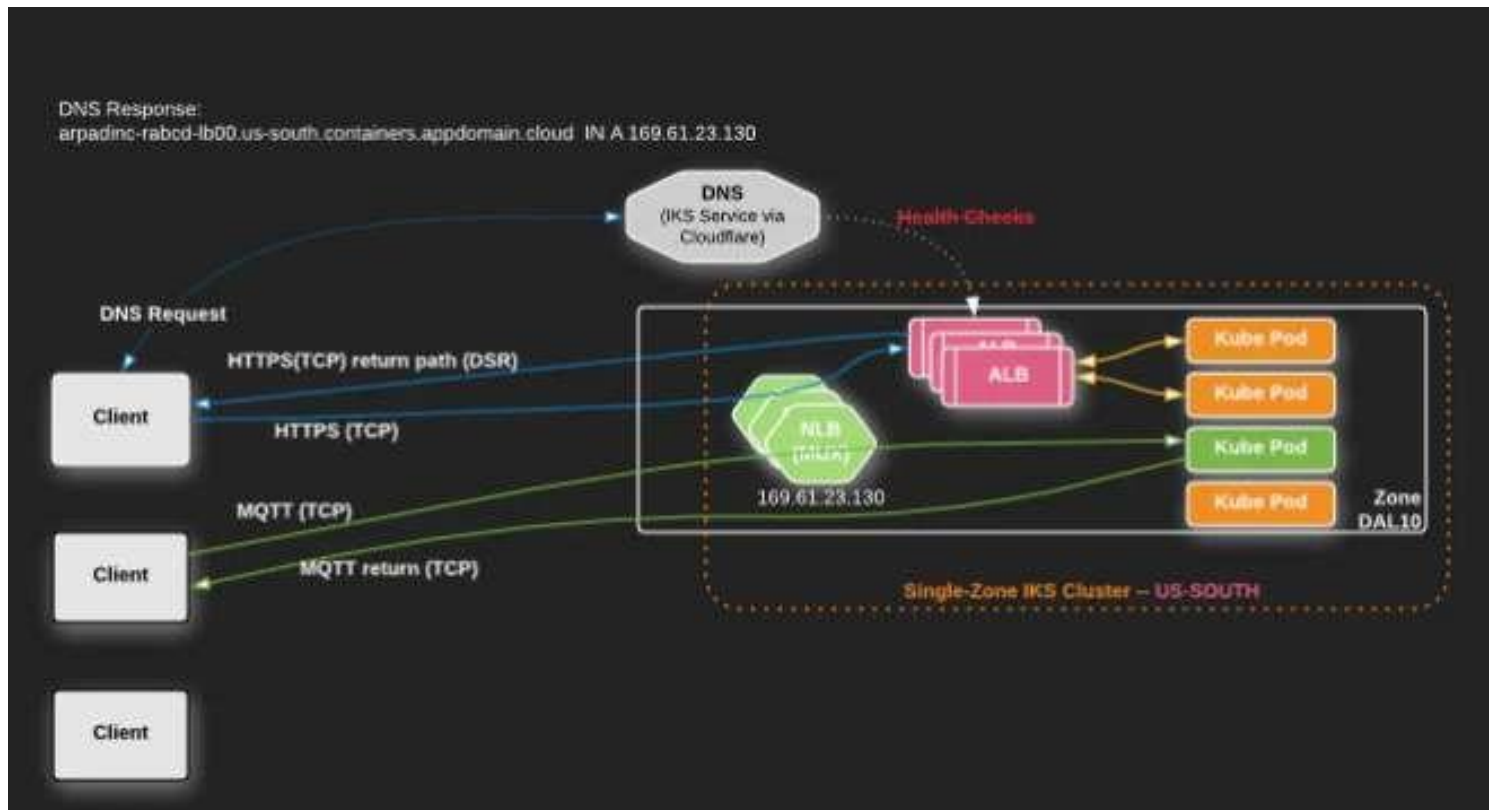 DNS Response:
arpadinc-rabcd-lb00.us-south.containers.appdomain.cloud IN A 169.61.23.130
DNS
(IKS Service via
Cloudflare)
Health Checks
DNS Request
HTTPS(TCP) return path (DSR)
Client
HTTPS (TCP)
ALB
ALB
NLB
(MUX)
169.61.23.130
Kube Pod
Kube Pod
Kube Pod
Kube Pod
Zone
DAL10
MQTT (TCP)
Client
MQTT return (TCP)
Single-Zone IKS Cluster – US-SOUTH
Client